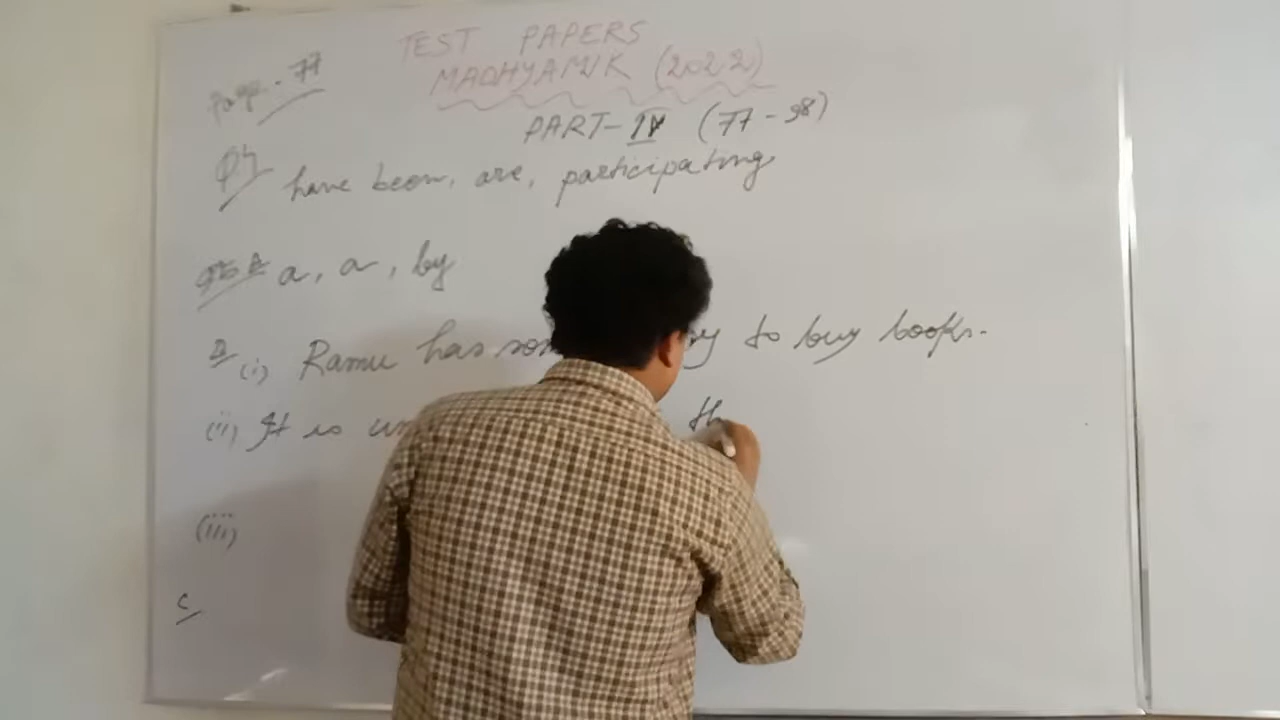 TEST PAPERS
MADHYAMIK (2022)
Page - 77
PART-IV (77-98)
have been, are, participating
a, a, by
B (i) Ramu has to buy books.
(ii) It is
(iii)
C